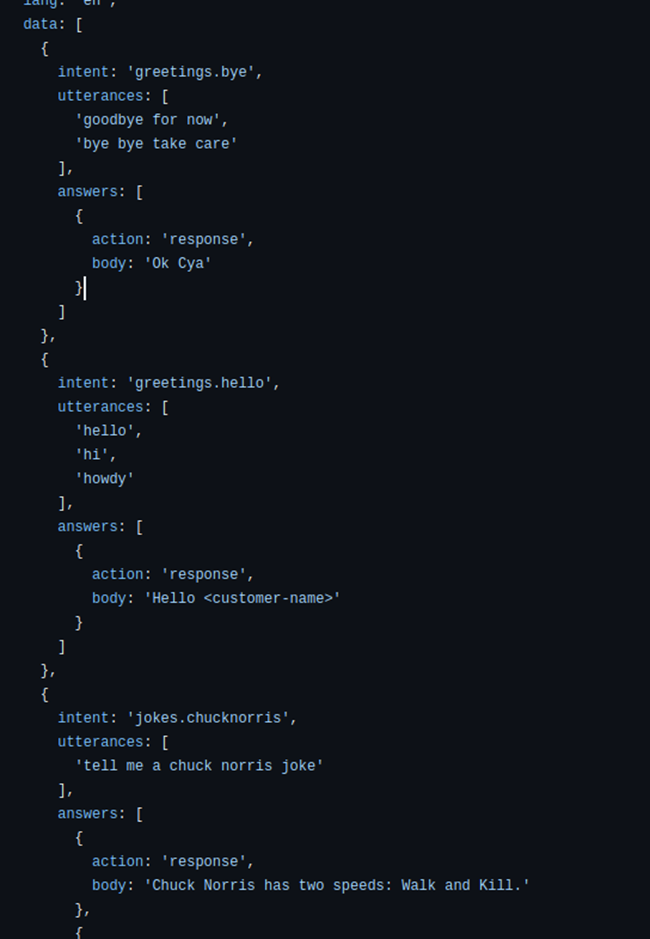 lang: 'en',
data: [
  {
    intent: 'greetings.bye',
    utterances: [
      'goodbye for now',
      'bye bye take care'
    ],
    answers: [
      {
        action: 'response',
        body: 'Ok Cya'
      }
    ]
  },
  {
    intent: 'greetings.hello',
    utterances: [
      'hello',
      'hi',
      'howdy'
    ],
    answers: [
      {
        action: 'response',
        body: 'Hello <customer-name>'
      }
    ]
  },
  {
    intent: 'jokes.chucknorris',
    utterances: [
      'tell me a chuck norris joke'
    ],
    answers: [
      {
        action: 'response',
        body: 'Chuck Norris has two speeds: Walk and Kill.'
      },
      {